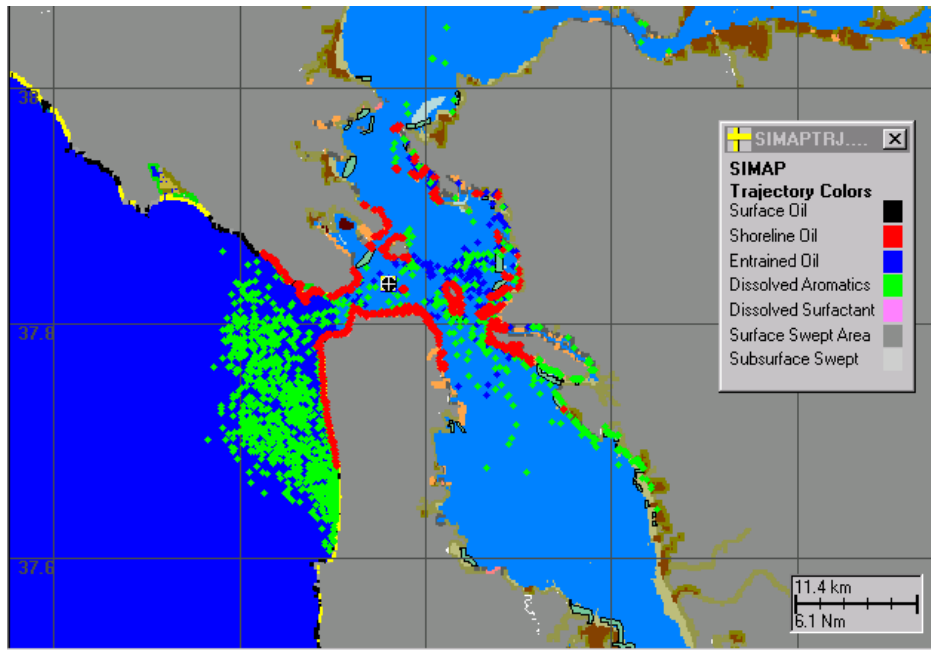 38
37.8
37.6
SIMAPTRJ....
SIMAP
Trajectory Colors
Surface Oil
Shoreline Oil
Entrained Oil
Dissolved Aromatics
Dissolved Surfactant
Surface Swept Area
Subsurface Swept
11.4 km
6.1 Nm